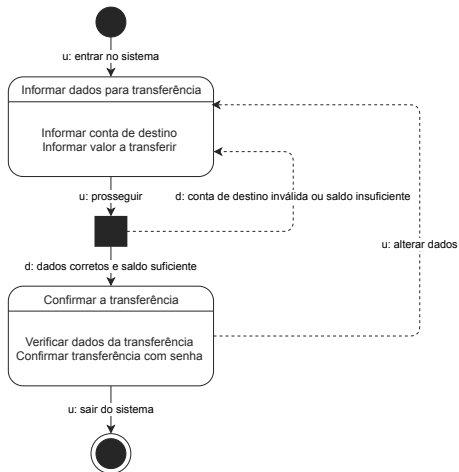 u: entrar no sistema
Informar dados para transferência
Informar conta de destino
Informar valor a transferir
u: prosseguir
d: conta de destino inválida ou saldo insuficiente
u: alterar dados
d: dados corretos e saldo suficiente
Confirmar a transferência
Verificar dados da transferência
Confirmar transferência com senha
u: sair do sistema